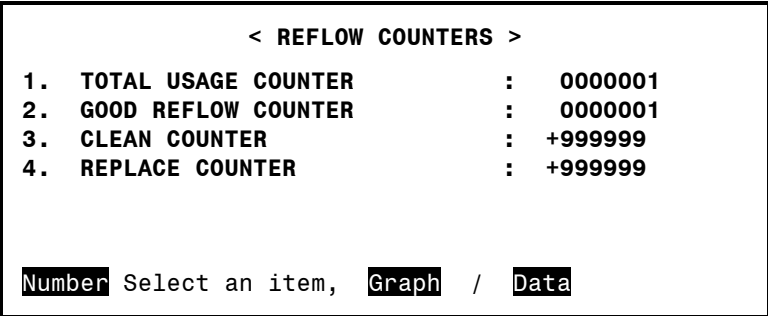 < REFLOW COUNTERS >
1. TOTAL USAGE COUNTER : 0000001
2. GOOD REFLOW COUNTER : 0000001
3. CLEAN COUNTER : +999999
4. REPLACE COUNTER : +999999
Number Select an item, Graph / Data